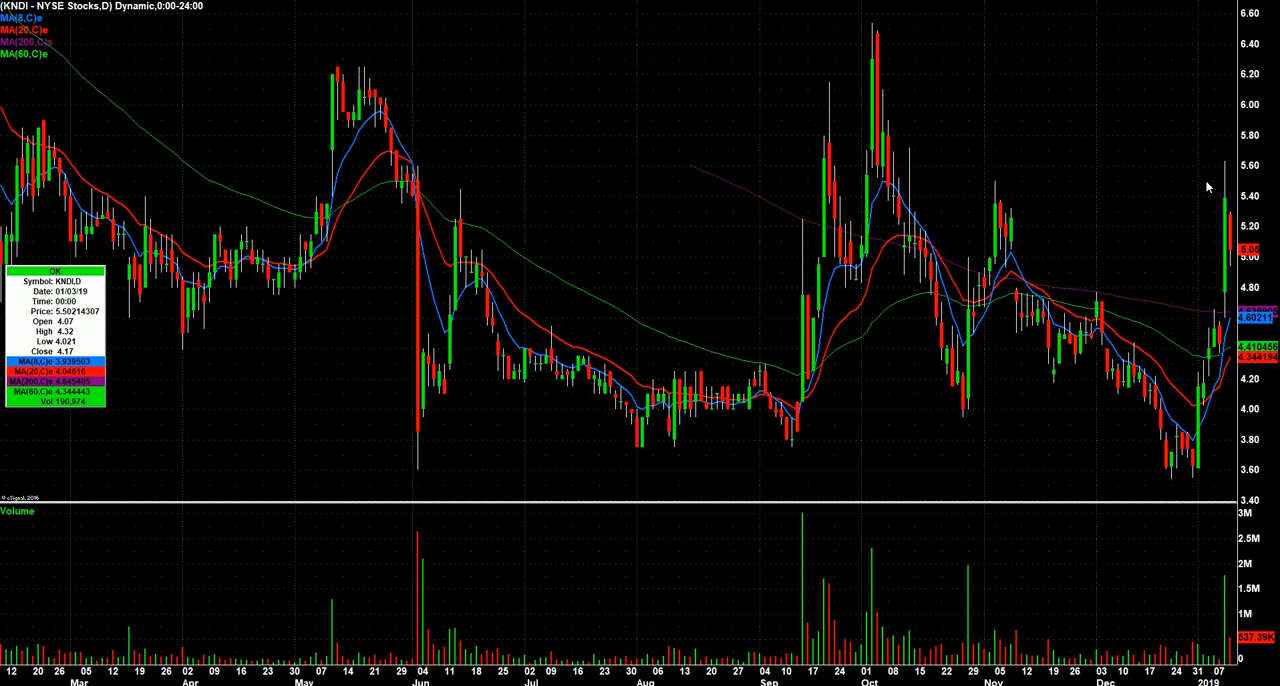 (KNDI - NYSE Stocks,D) Dynamic,0:00-24:00
MA(8,C)e
MA(20,C)e
MA(200,C)s
MA(60,C)e
6.60
6.40
6.20
6.00
5.80
5.60
5.40
5.20
5.05
4.80
4.60211
4.410456
4.344194
4.20
4.00
3.80
3.60
3.40
OK
Symbol: KNDI,D
Date: 01/03/19
Time: 00:00
Price: 5.50214307
Open 4.07
High 4.32
Low 4.021
Close 4.17
MA(8,C)e 3.939503
MA(20,C)e 4.04616
MA(200,C)s 4.645405
MA(60,C)e 4.344443
Vol 190,974
© eSignal, 2016
Volume
3M
2.5M
2M
1.5M
1M
537.39K
0
12 20 26 05 12 19 26 02 09 16 23 30 07 14 21 29 04 11 18 25 02 09 16 23 30 06 13 20 27 04 10 17 24 01 08 15 22 29 05 12 19 26 03 10 17 24 31 07
Mar Apr May Jun Jul Aug Sep Oct Nov Dec 2019